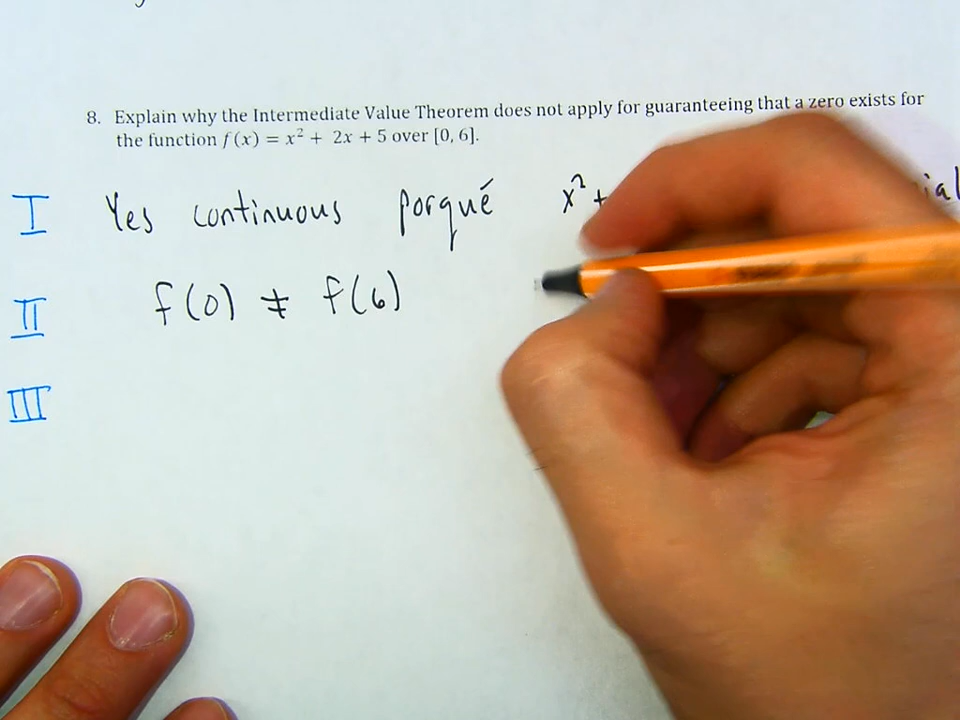 8. Explain why the Intermediate Value Theorem does not apply for guaranteeing that a zero exists for
the function f(x) = x² + 2x + 5 over [0, 6].
I Yes continuous porqué x² +
II f(0) ≠ f(6)
III